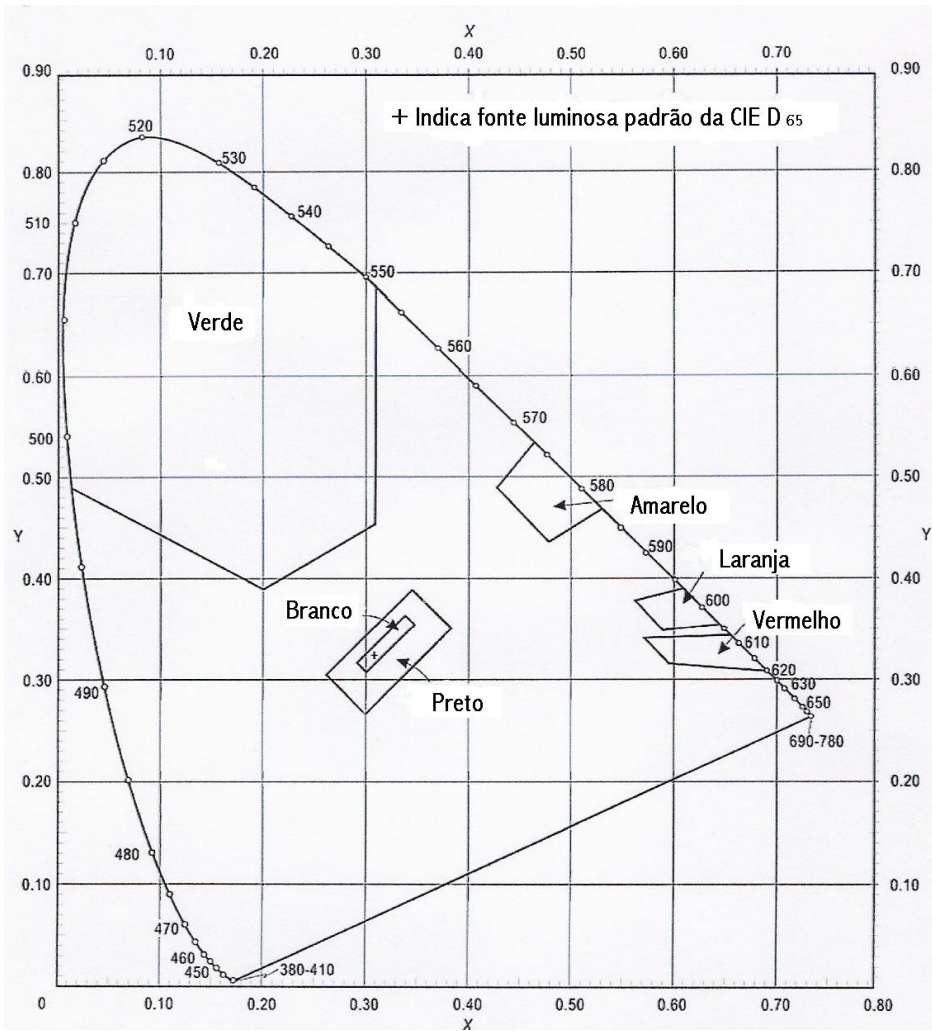 X
0.10 0.20 0.30 0.40 0.50 0.60 0.70
0.90 0.90
+ Indica fonte luminosa padrão da CIE D 65
520
530
0.80 0.80
540
510
0.70 550 0.70
Verde
560
0.60 0.60
570
500
0.50 580 0.50
Amarelo
Y Y
590
Laranja
0.40 0.40
600
Branco
Vermelho
610
0.30 620 0.30
490 630
Preto 650
690-780
0.20 0.20
480
0.10 0.10
470
460
450 380-410
0 0.10 0.20 0.30 0.40 0.50 0.60 0.70 0.80
X